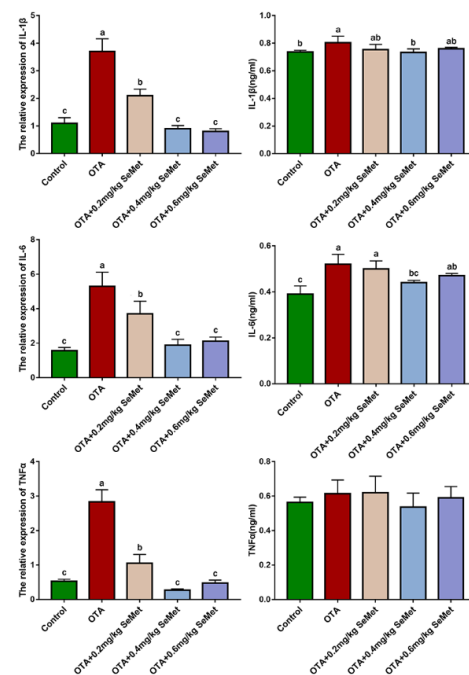 The relative expression of IL-1β
5
4
3
2
1
0
c
a
b
c
c
Control
OTA
OTA+0.2mg/kg SeMet
OTA+0.4mg/kg SeMet
OTA+0.6mg/kg SeMet
IL-1β(ng/ml)
1.0
0.8
0.6
0.4
0.2
0.0
b
a
ab
b
ab
Control
OTA
OTA+0.2mg/kg SeMet
OTA+0.4mg/kg SeMet
OTA+0.6mg/kg SeMet
The relative expression of IL-6
8
6
4
2
0
c
a
b
c
c
Control
OTA
OTA+0.2mg/kg SeMet
OTA+0.4mg/kg SeMet
OTA+0.6mg/kg SeMet
IL-6(ng/ml)
0.6
0.4
0.2
0.0
c
a
a
bc
ab
Control
OTA
OTA+0.2mg/kg SeMet
OTA+0.4mg/kg SeMet
OTA+0.6mg/kg SeMet
The relative expression of TNFα
4
3
2
1
0
c
a
b
c
c
Control
OTA
OTA+0.2mg/kg SeMet
OTA+0.4mg/kg SeMet
OTA+0.6mg/kg SeMet
TNFα(ng/ml)
0.8
0.6
0.4
0.2
0.0
Control
OTA
OTA+0.2mg/kg SeMet
OTA+0.4mg/kg SeMet
OTA+0.6mg/kg SeMet